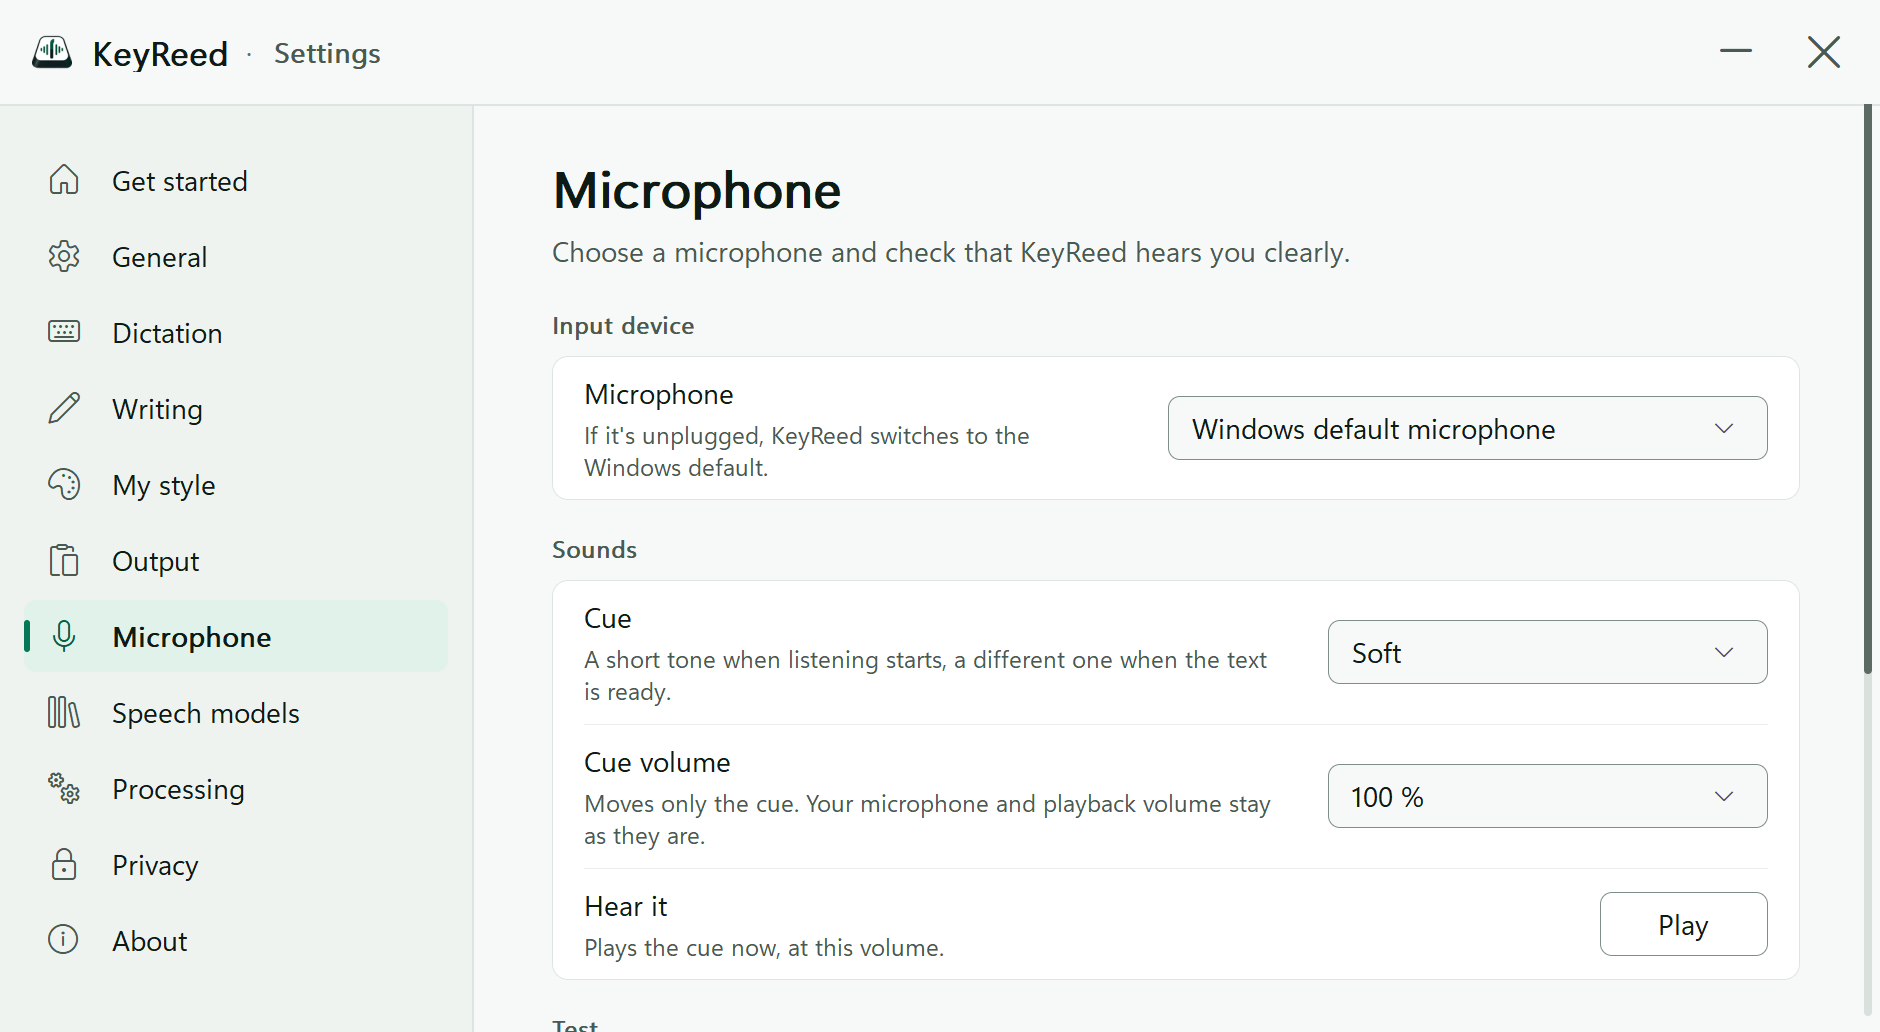 KeyReed · Settings
Get started
General
Dictation
Writing
My style
Output
Microphone
Speech models
Processing
Privacy
About
Microphone
Choose a microphone and check that KeyReed hears you clearly.
Input device
Microphone
If it's unplugged, KeyReed switches to the
Windows default.
Windows default microphone
Sounds
Cue
A short tone when listening starts, a different one when the text
is ready.
Soft
Cue volume
Moves only the cue. Your microphone and playback volume stay
as they are.
100 %
Hear it
Plays the cue now, at this volume.
Play
Test